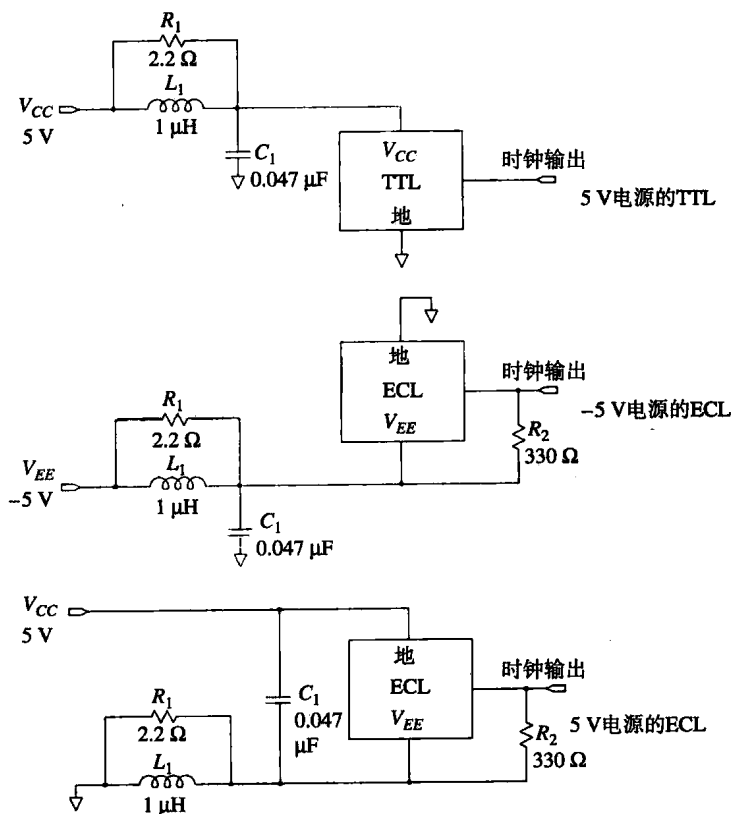 R1
2.2 Ω
L1
VCC
5 V
1 μH
C1
0.047 μF
VCC
TTL
地
时钟输出
5 V电源的TTL
地
ECL
VEE
时钟输出
−5 V电源的ECL
R1
2.2 Ω
L1
VEE
−5 V
1 μH
R2
330 Ω
C1
0.047 μF
VCC
5 V
地
ECL
VEE
时钟输出
5 V电源的ECL
C1
0.047
μF
R1
2.2 Ω
L1
1 μH
R2
330 Ω